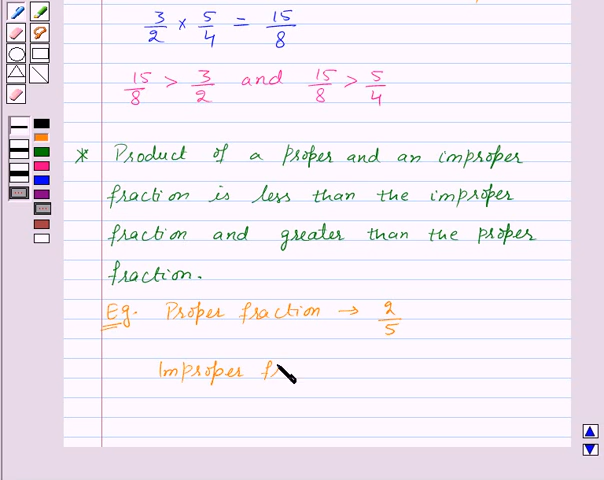 3/2 × 5/4 = 15/8
15/8 > 3/2 and 15/8 > 5/4
* Product of a proper and an improper
fraction is less than the improper
fraction and greater than the proper
fraction.
Eg. Proper fraction → 2/5
Improper fr